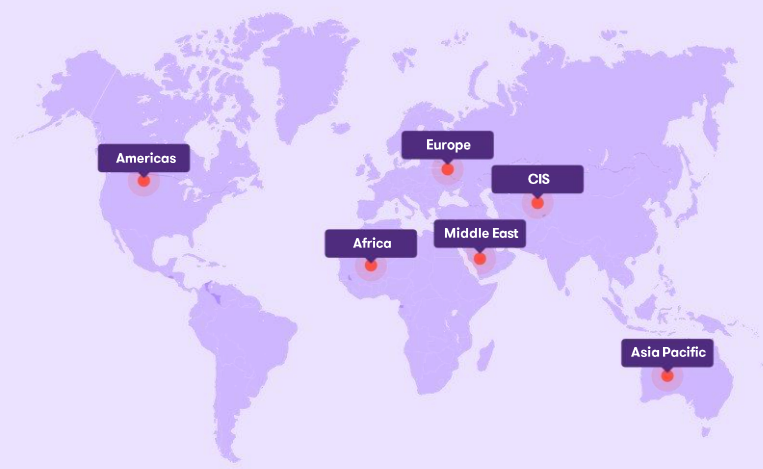 Europe
Americas
CIS
Middle East
Africa
Asia Pacific